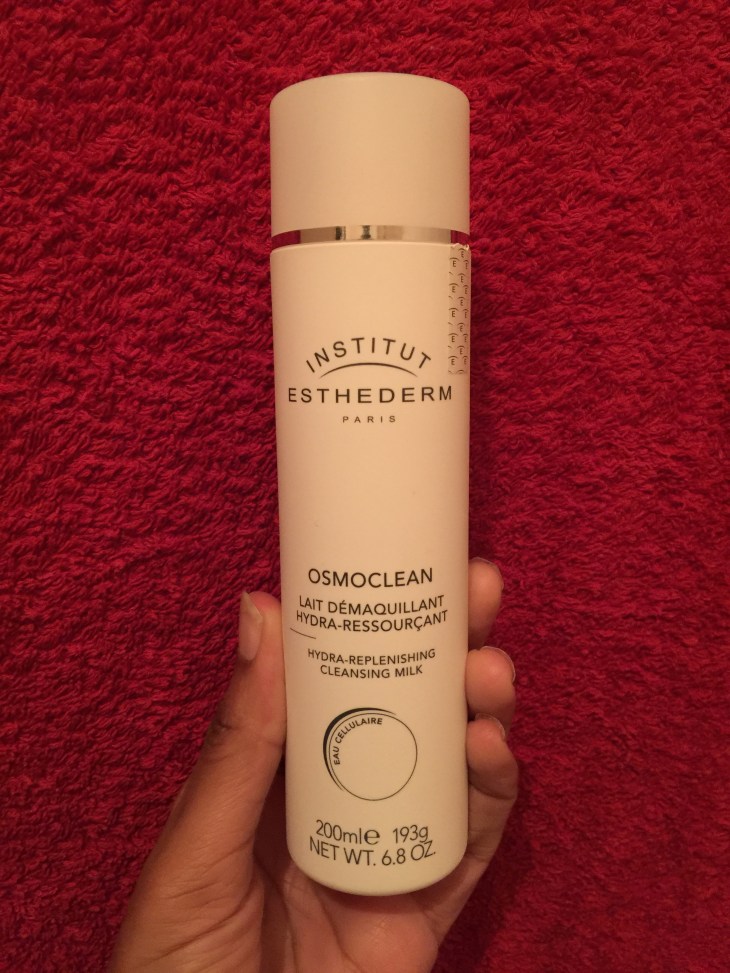 INSTITUT
ESTHEDERM
PARIS
OSMOCLEAN
LAIT DÉMAQUILLANT
HYDRA-RESSOURÇANT
HYDRA-REPLENISHING
CLEANSING MILK
EAU CELLULAIRE
200ml℮ 193g
NET WT. 6.8 OZ.